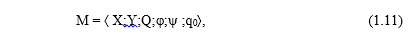 M = ⟨ X;Y;Q;φ;ψ ;q₀⟩, (1.11)